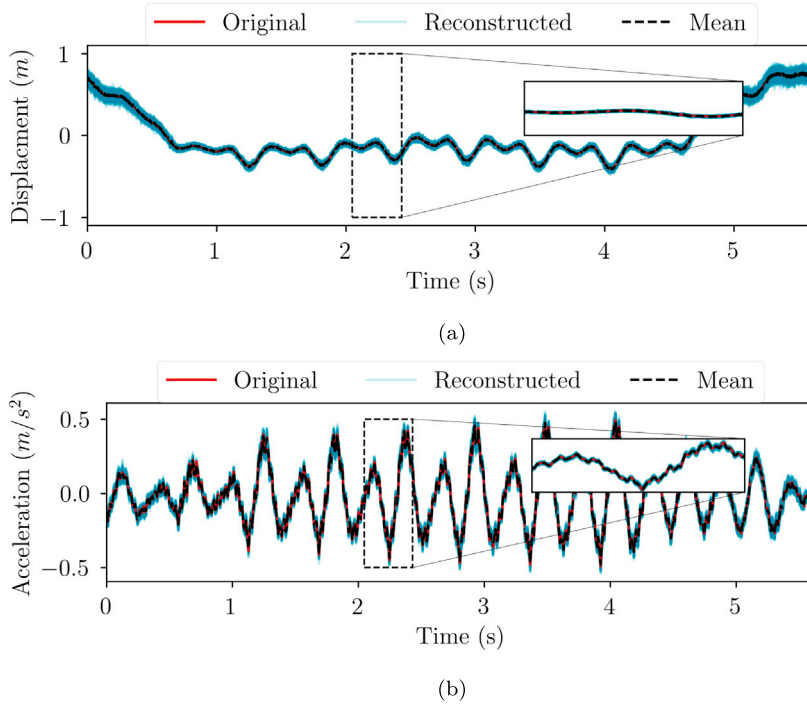 Original Reconstructed Mean
Displacment (m)
1
0
−1
0 1 2 3 4 5
Time (s)
(a)
Original Reconstructed Mean
Acceleration (m/s²)
0.5
0.0
−0.5
0 1 2 3 4 5
Time (s)
(b)